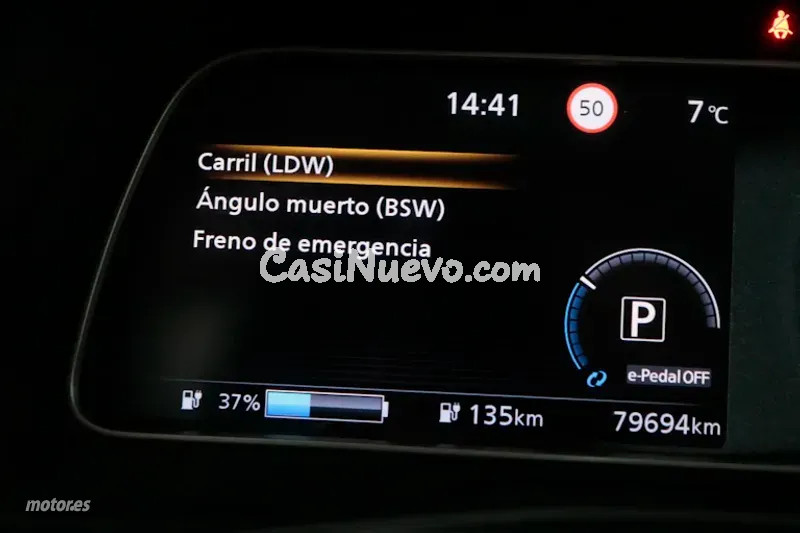 14:41 50 7°C
Carril (LDW)
Ángulo muerto (BSW)
Freno de emergencia
CasiNuevo.com
P
e-Pedal OFF
37% 135km 79694km
motor.es